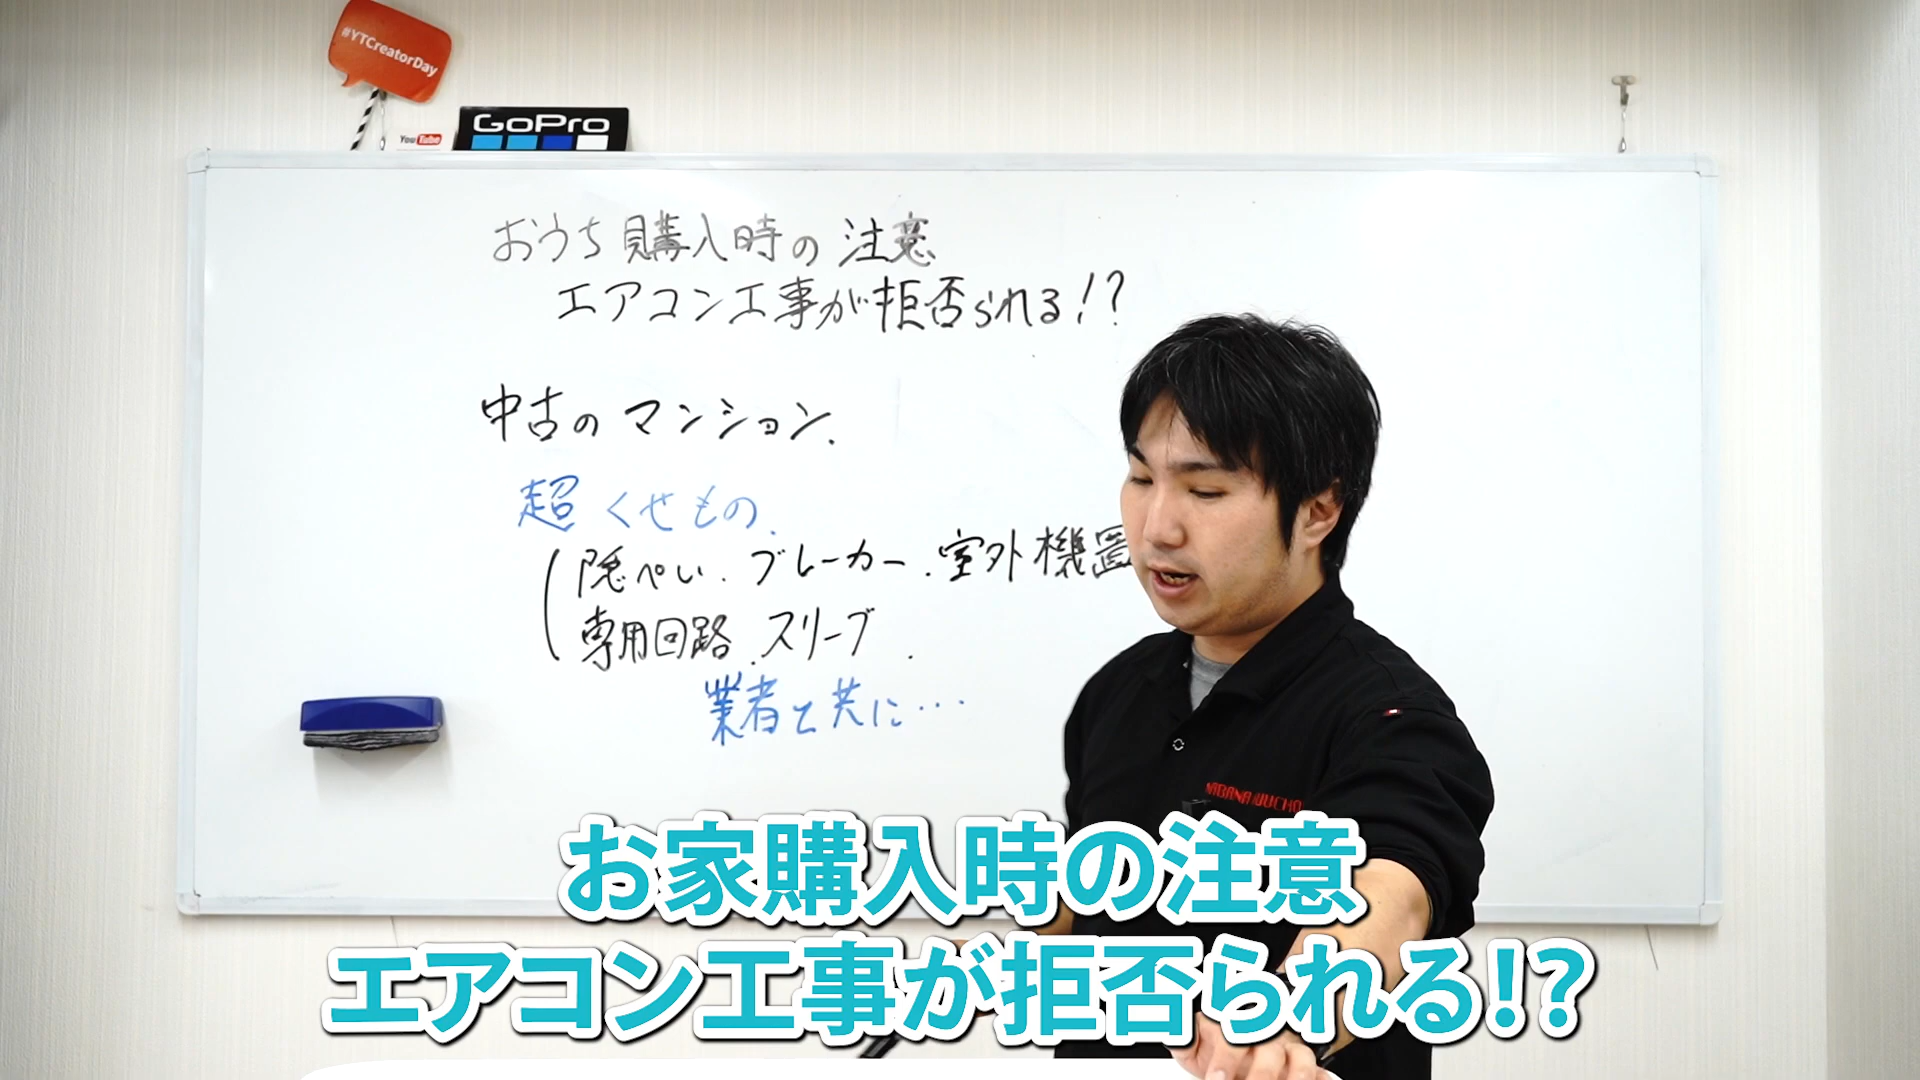 #YTCreatorDay
YouTube
GoPro
おうち購入時の注意
エアコン工事が拒否られる!?
中古のマンション.
超くせもの.
(隠ぺい.ブレーカー.室外機置
専用回路.スリーブ.
業者と共に…
お家購入時の注意
エアコン工事が拒否られる!?